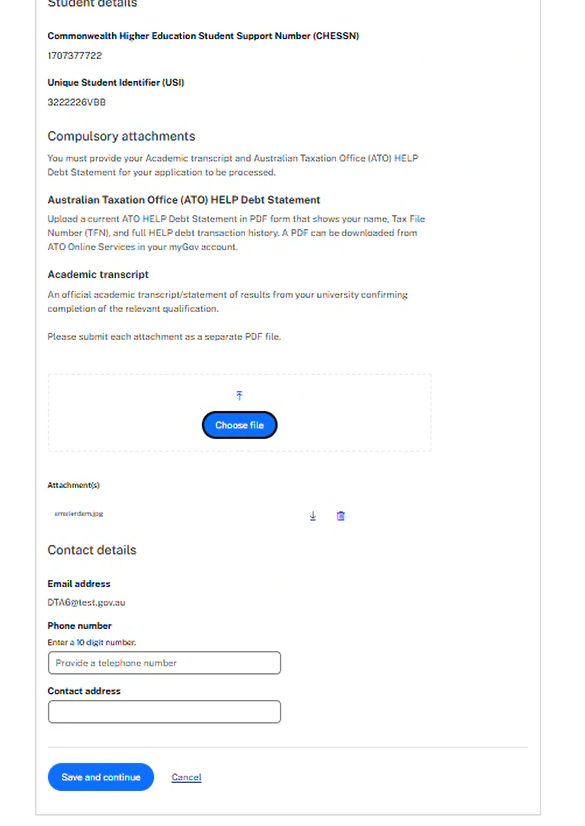 Student details
Commonwealth Higher Education Student Support Number (CHESSN)
1707377722
Unique Student Identifier (USI)
3222226VBB
Compulsory attachments
You must provide your Academic transcript and Australian Taxation Office (ATO) HELP
Debt Statement for your application to be processed.
Australian Taxation Office (ATO) HELP Debt Statement
Upload a current ATO HELP Debt Statement in PDF form that shows your name, Tax File
Number (TFN), and full HELP debt transaction history. A PDF can be downloaded from
ATO Online Services in your myGov account.
Academic transcript
An official academic transcript/statement of results from your university confirming
completion of the relevant qualification.
Please submit each attachment as a separate PDF file.
Choose file
Attachment(s)
Contact details
Email address
DTA6@test.gov.au
Phone number
Enter a 10 digit number.
Provide a telephone number
Contact address
Save and continue
Cancel